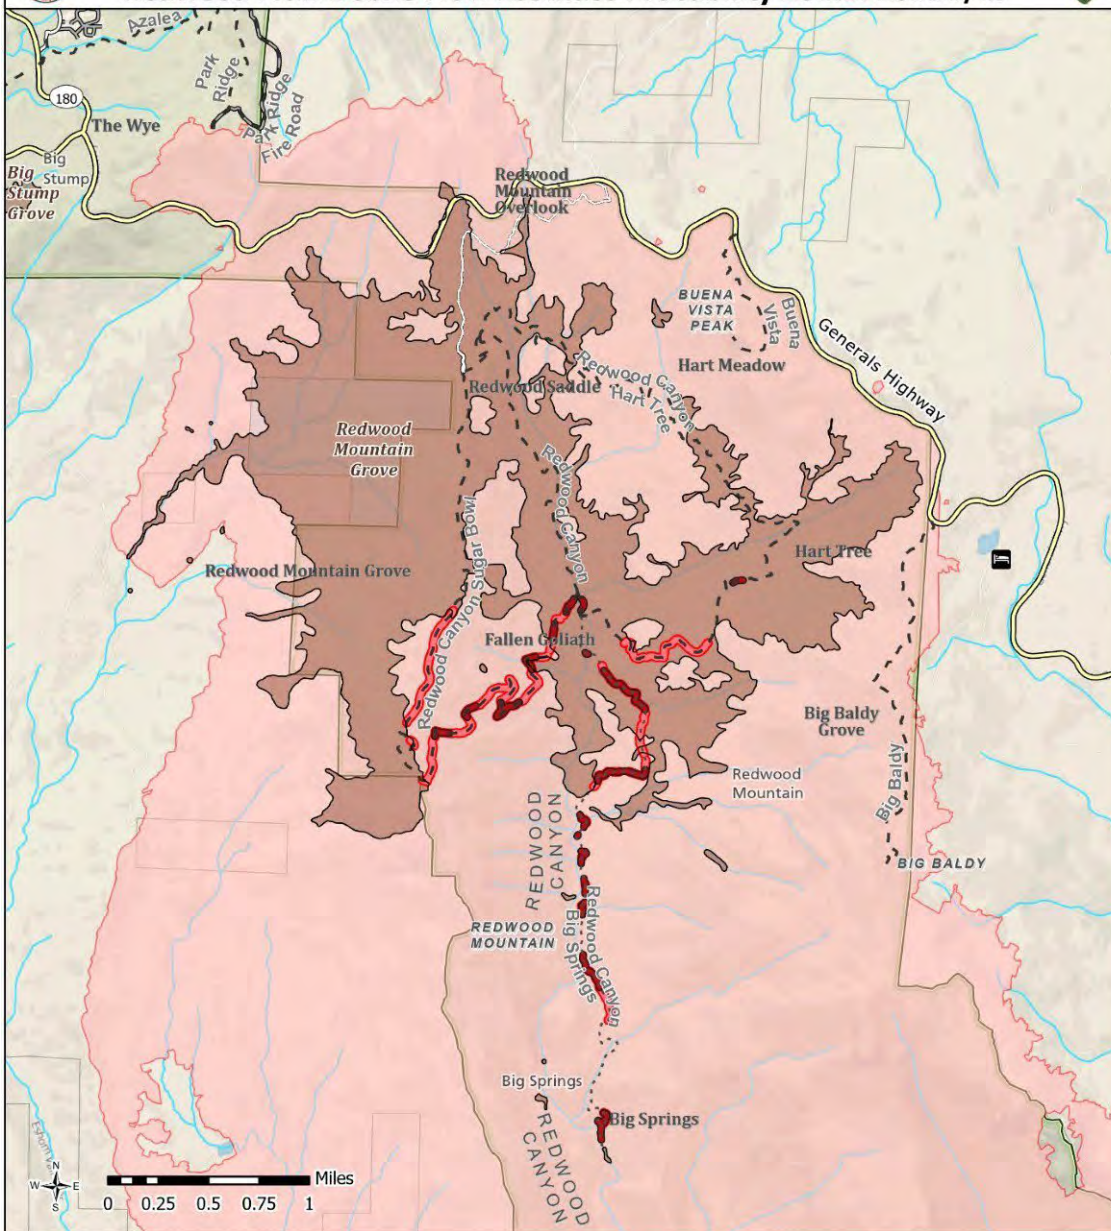 Azalea
Park
Ridge
Park Ridge
Fire Road
180
The Wye
Big
Stump
Big
Stump
Grove
Redwood
Mountain
Overlook
BUENA
VISTA
PEAK
Buena
Vista
Generals Highway
Hart Meadow
Redwood Canyon
Hart Tree
Redwood Saddle
Redwood
Mountain
Grove
Redwood Canyon
Redwood Canyon Sugar Bowl
Hart Tree
Redwood Mountain Grove
Fallen Goliath
Big Baldy
Grove
Big Baldy
Redwood
Mountain
REDWOOD
CANYON
BIG BALDY
REDWOOD
MOUNTAIN
Redwood Canyon
Big Springs
Big Springs
Big Springs
REDWOOD
CANYON
N
W E
S
Miles
0 0.25 0.5 0.75 1